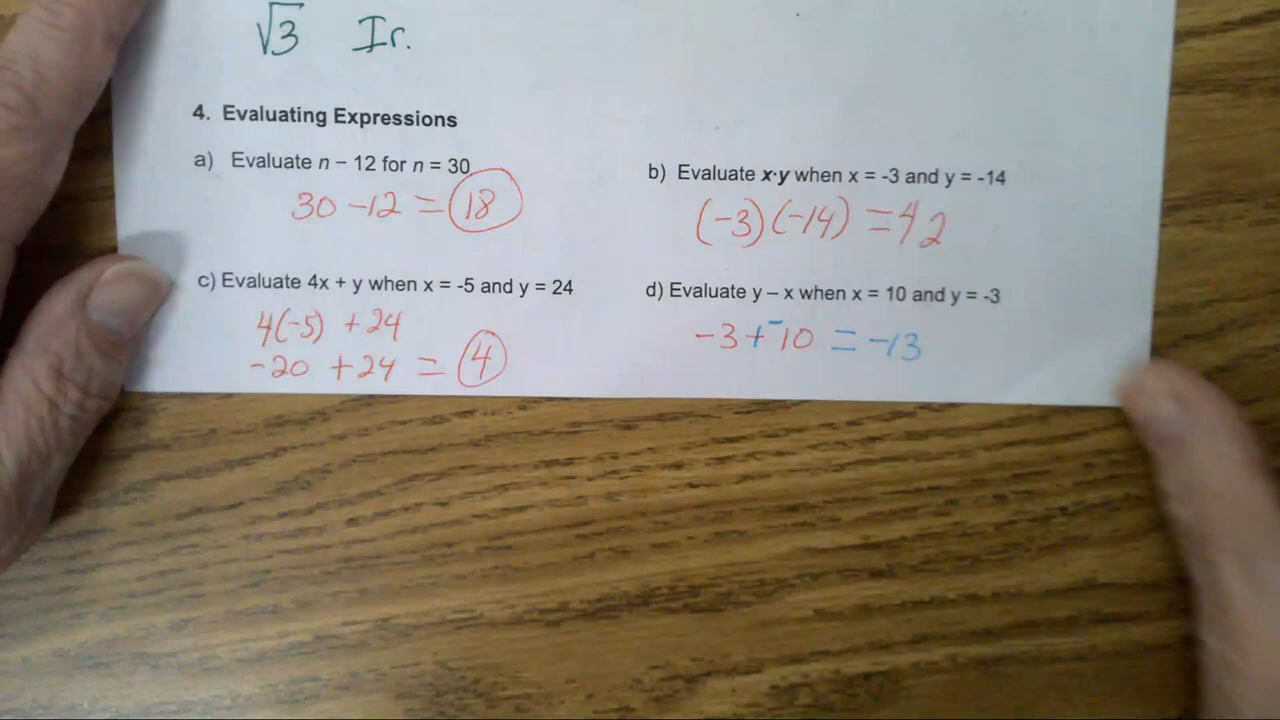 √3 Ir.
4. Evaluating Expressions
a) Evaluate n − 12 for n = 30
30 -12 = 18
b) Evaluate x·y when x = -3 and y = -14
(-3)(-14) = 42
c) Evaluate 4x + y when x = -5 and y = 24
4(-5) +24
-20 +24 = 4
d) Evaluate y – x when x = 10 and y = -3
-3 + ⁻10 = -13